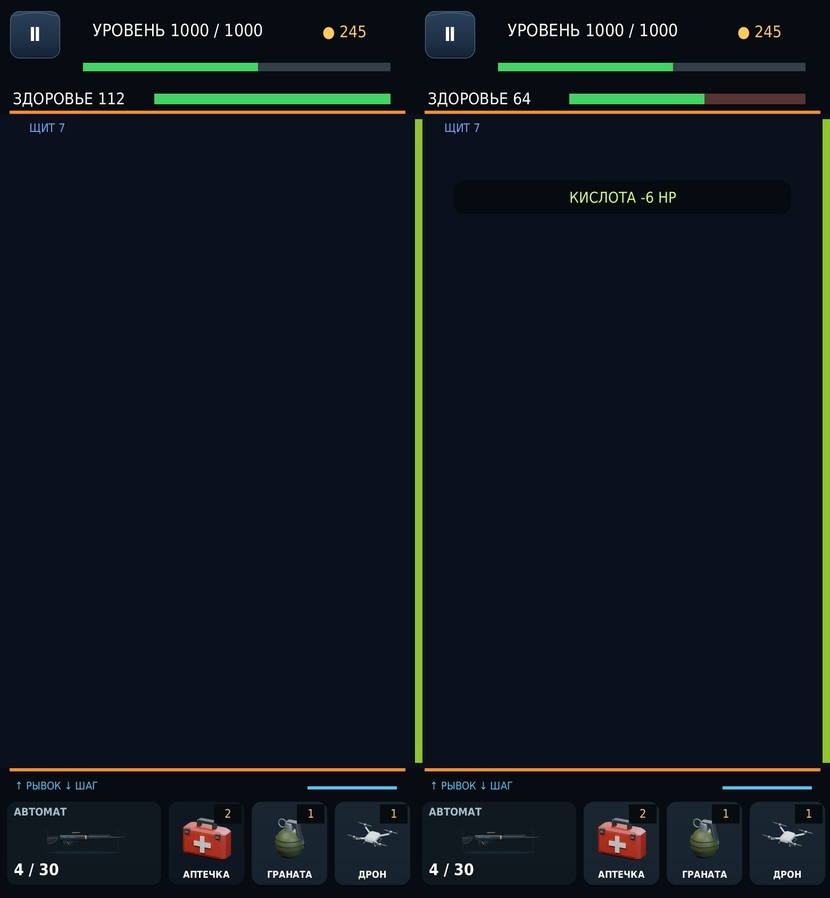 УРОВЕНЬ 1000 / 1000
245
ЗДОРОВЬЕ 112
ЩИТ 7
↑ РЫВОК ↓ ШАГ
АВТОМАТ
4 / 30
2
АПТЕЧКА
1
ГРАНАТА
1
ДРОН
УРОВЕНЬ 1000 / 1000
245
ЗДОРОВЬЕ 64
ЩИТ 7
КИСЛОТА -6 HP
↑ РЫВОК ↓ ШАГ
АВТОМАТ
4 / 30
2
АПТЕЧКА
1
ГРАНАТА
1
ДРОН